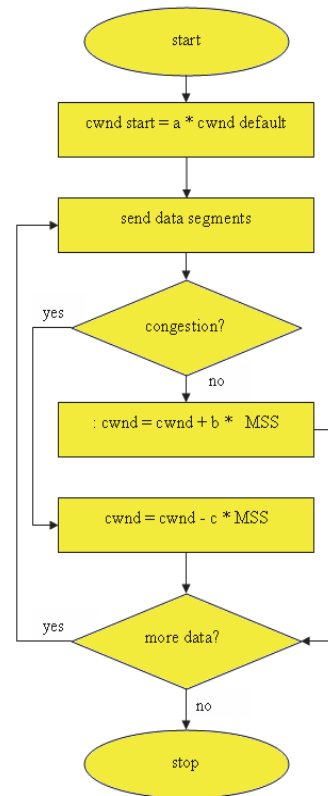 start
cwnd start = a * cwnd default
send data segments
yes
congestion?
no
: cwnd = cwnd + b * MSS
cwnd = cwnd - c * MSS
yes
more data?
no
stop